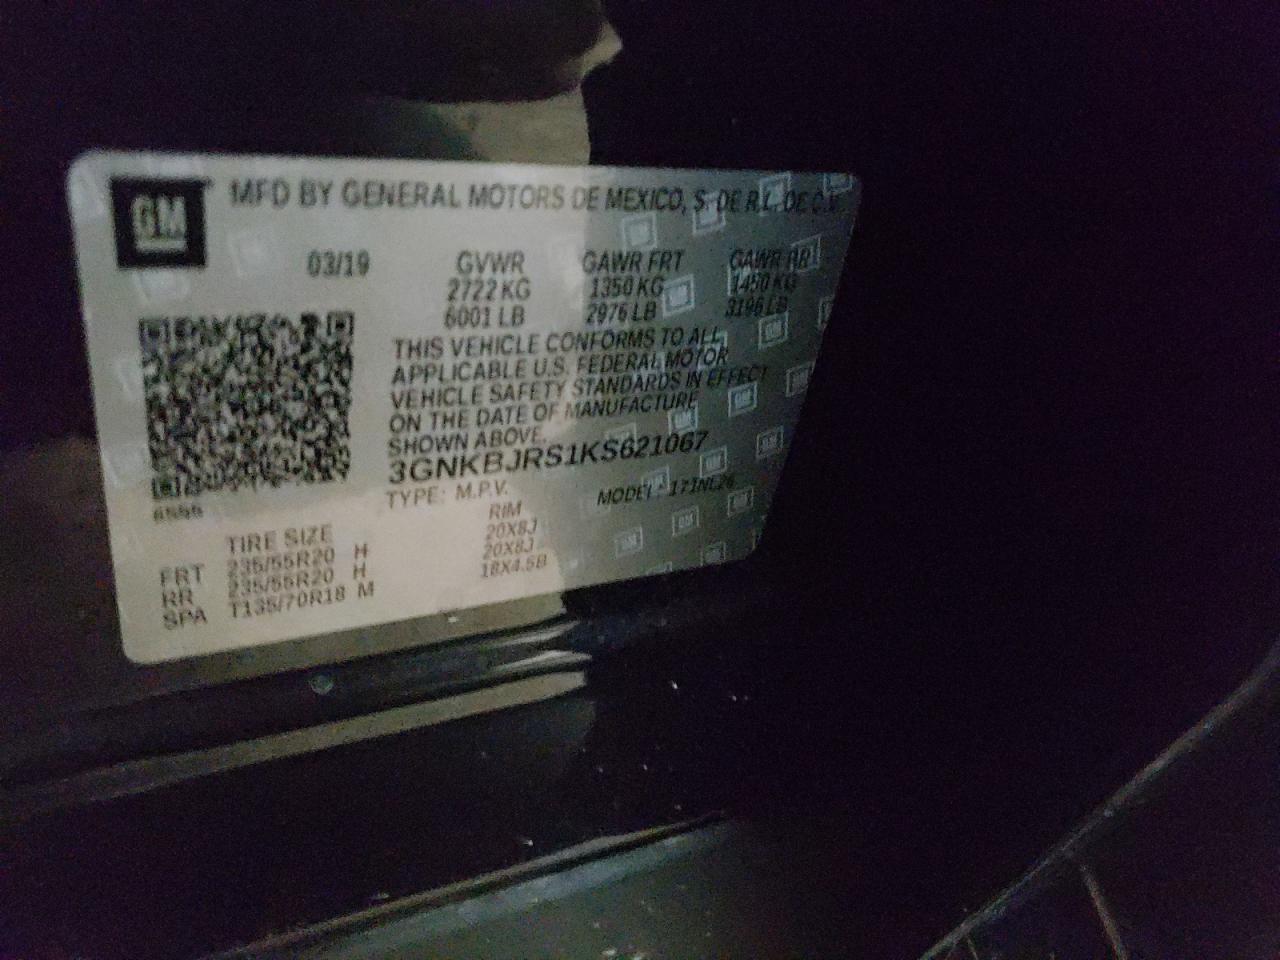 GM
MFD BY GENERAL MOTORS DE MEXICO, S. DE R.L. DE C.V.
03/19 GVWR GAWR FRT GAWR RR
2722 KG 1350 KG 1450 KG
6001 LB 2976 LB 3196 LB
THIS VEHICLE CONFORMS TO ALL
APPLICABLE U.S. FEDERAL MOTOR
VEHICLE SAFETY STANDARDS IN EFFECT
ON THE DATE OF MANUFACTURE
SHOWN ABOVE.
3GNKBJRS1KS621067
TYPE: M.P.V. MODEL:
TIRE SIZE RIM
FRT 235/55R20 H 20X8J
RR 235/55R20 H 20X8J
SPA T135/70R18 M 18X4.5B